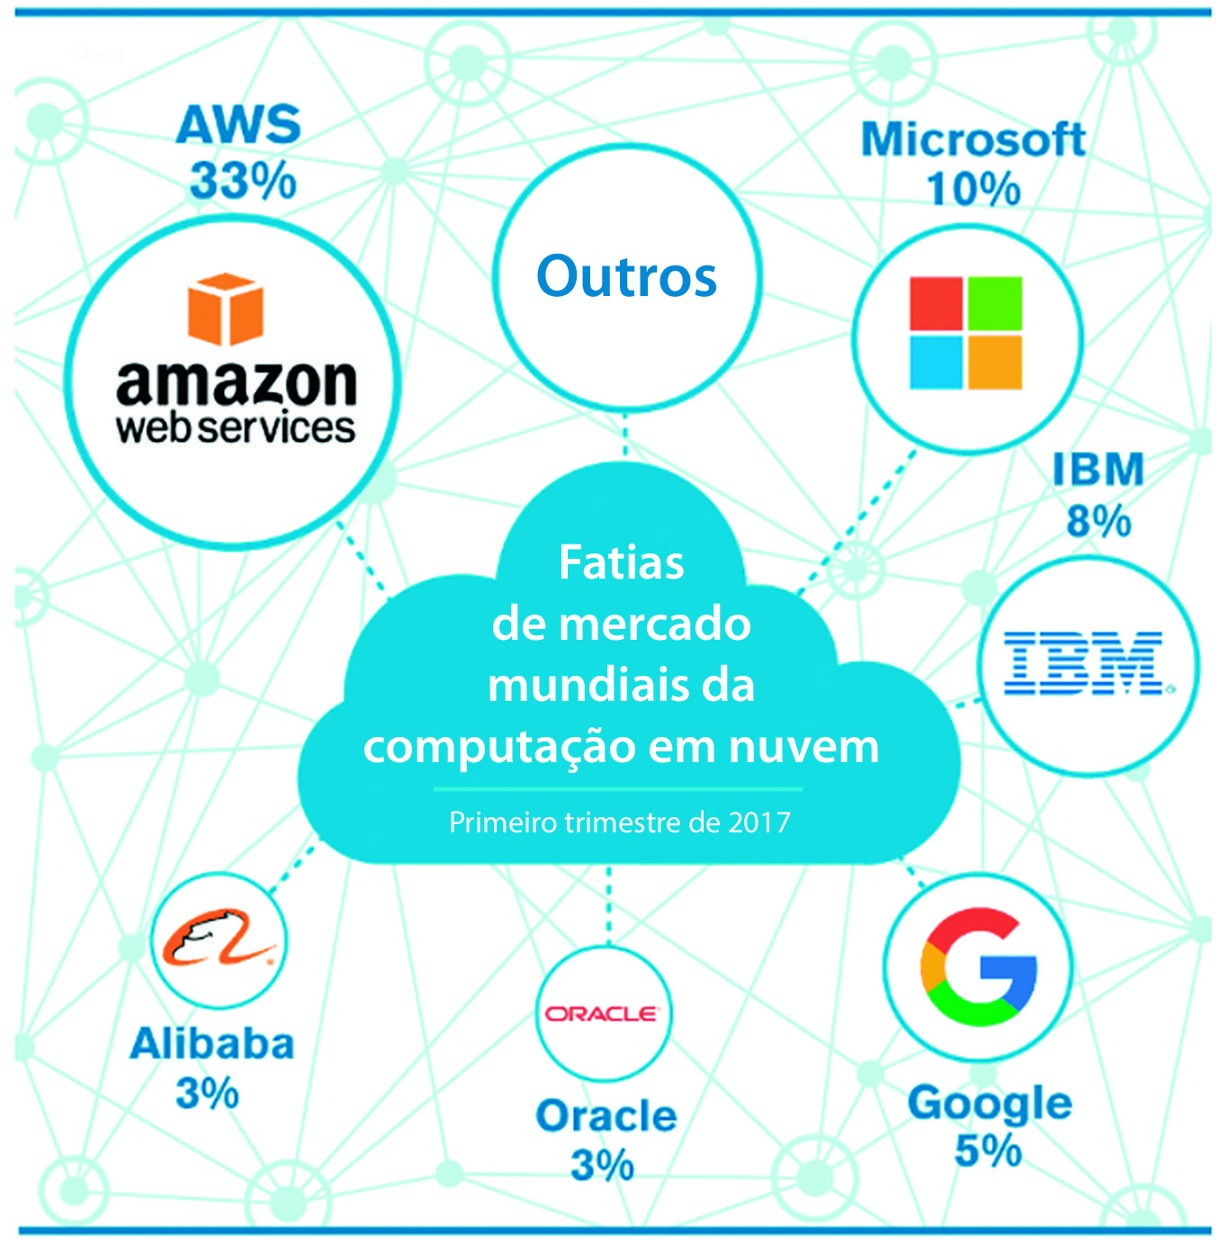 AWS
33%
amazon
web services
Outros
Microsoft
10%
IBM
8%
IBM
Fatias
de mercado
mundiais da
computação em nuvem
Primeiro trimestre de 2017
Alibaba
3%
ORACLE
Oracle
3%
Google
5%